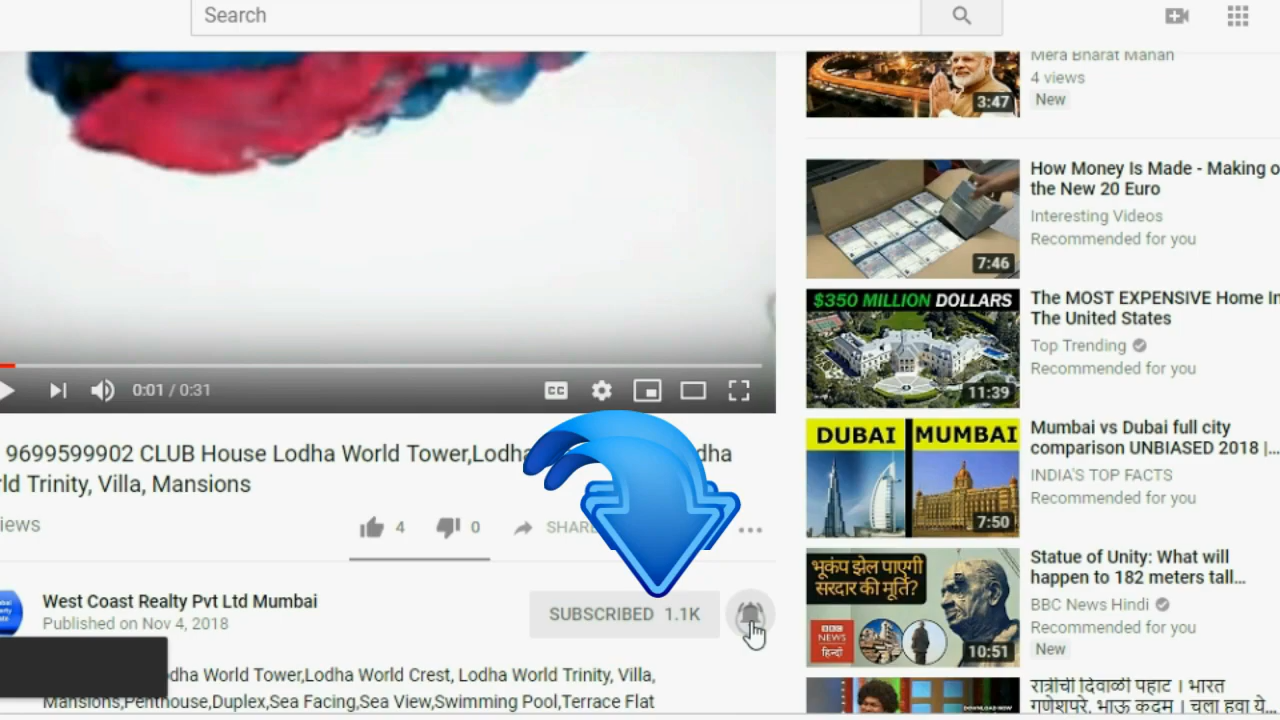 Search
0:01 / 0:31
CC
9699599902 CLUB House Lodha World Tower,Lodha dha
ld Trinity, Villa, Mansions
iews
4
0
SHARE
West Coast Realty Pvt Ltd Mumbai
Published on Nov 4, 2018
SUBSCRIBED 1.1K
dha World Tower,Lodha World Crest, Lodha World Trinity, Villa,
Mansions,Penthouse,Duplex,Sea Facing,Sea View,Swimming Pool,Terrace Flat
Mera Bharat Mahan
4 views
New
3:47
How Money Is Made - Making o
the New 20 Euro
Interesting Videos
Recommended for you
7:46
$350 MILLION DOLLARS
11:39
The MOST EXPENSIVE Home In
The United States
Top Trending
Recommended for you
DUBAI MUMBAI
7:50
Mumbai vs Dubai full city
comparison UNBIASED 2018 |...
INDIA'S TOP FACTS
Recommended for you
भूकंप झेल पाएगी
सरदार की मूर्ति?
BBC
NEWS
हिन्दी
10:51
Statue of Unity: What will
happen to 182 meters tall...
BBC News Hindi
Recommended for you
New
DOWNLOAD NOW
रात्रीची दिवाळी पहाट । भारत
गणेशपुरे, भाऊ कदम । चला हवा ये...